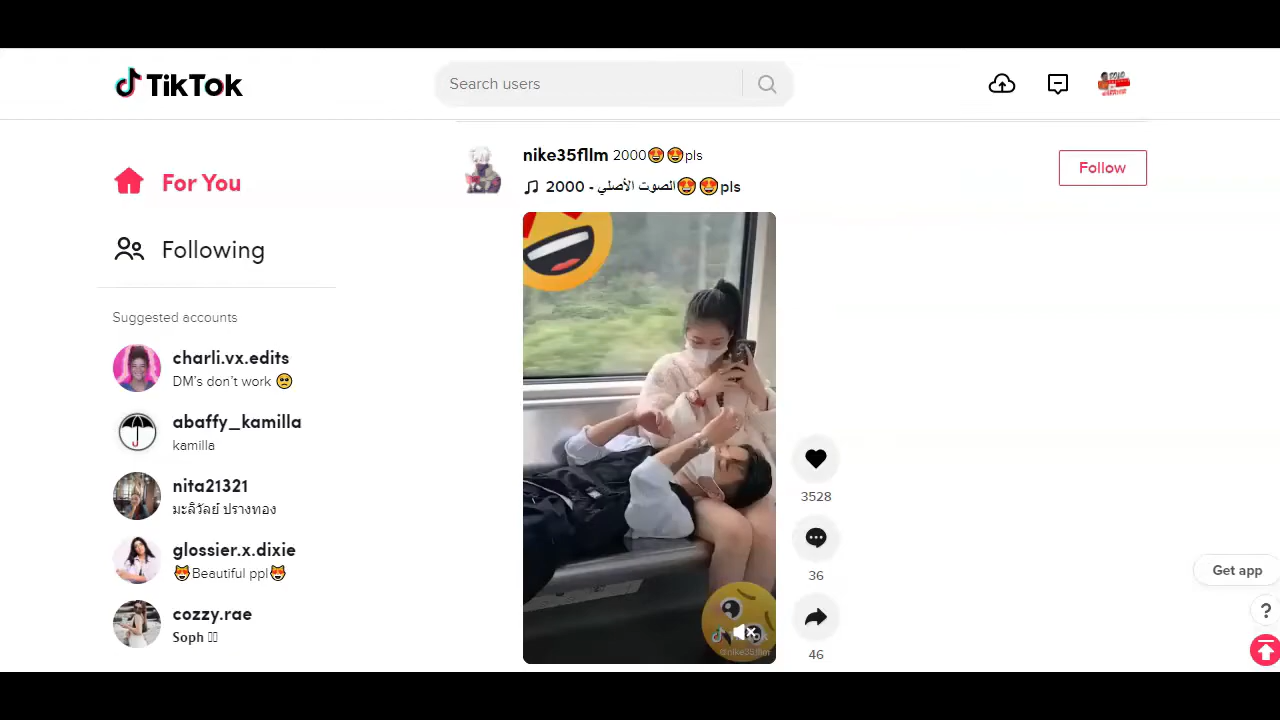 TikTok
Search users
For You
Following
Suggested accounts
charli.vx.edits
DM's don't work 🥺
abaffy_kamilla
kamilla
nita21321
มะลิวัลย์ ปรางทอง
glossier.x.dixie
😻Beautiful ppl😻
cozzy.rae
Soph
nike35f1lm 2000🤩🤩pls
الصوت الأصلي - 2000🤩🤩pls
Follow
3528
36
46
TikTok
Get app
?